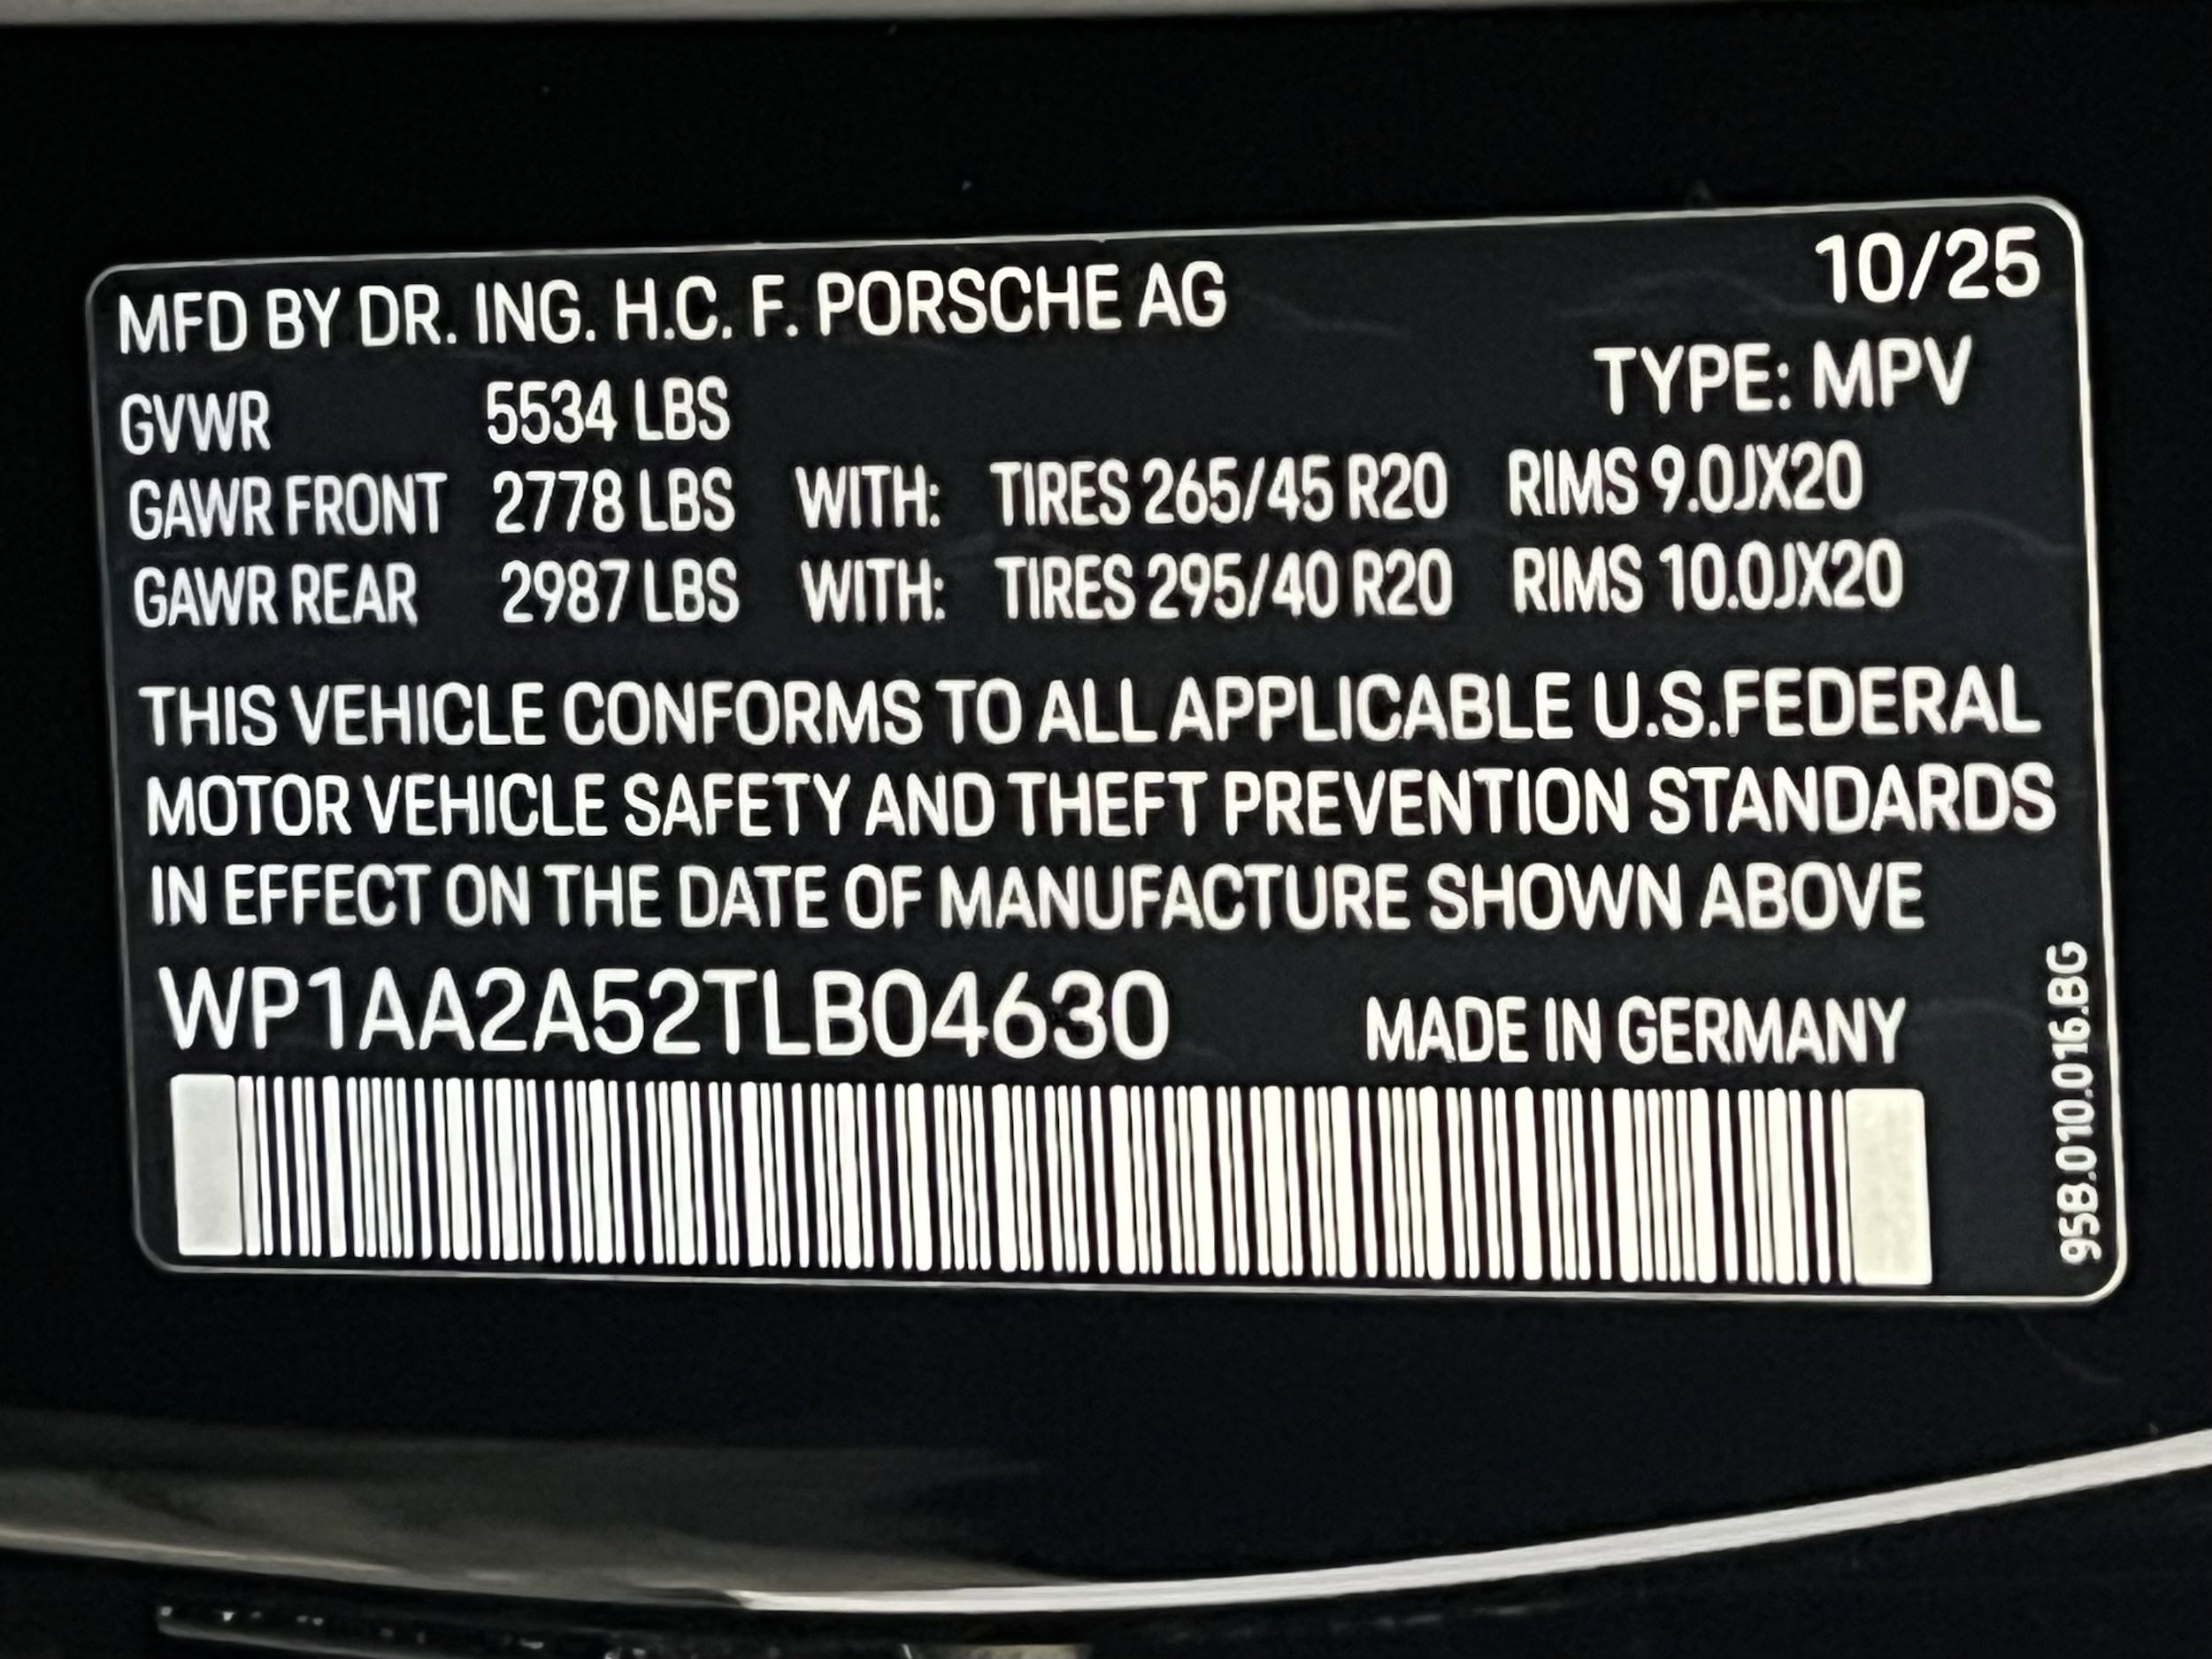 MFD BY DR. ING. H.C. F. PORSCHE AG 10/25
TYPE: MPV
GVWR 5534 LBS
GAWR FRONT 2778 LBS WITH: TIRES 265/45 R20 RIMS 9.0JX20
GAWR REAR 2987 LBS WITH: TIRES 295/40 R20 RIMS 10.0JX20
THIS VEHICLE CONFORMS TO ALL APPLICABLE U.S.FEDERAL
MOTOR VEHICLE SAFETY AND THEFT PREVENTION STANDARDS
IN EFFECT ON THE DATE OF MANUFACTURE SHOWN ABOVE
WP1AA2A52TLB04630 MADE IN GERMANY
95B.010.016.BG